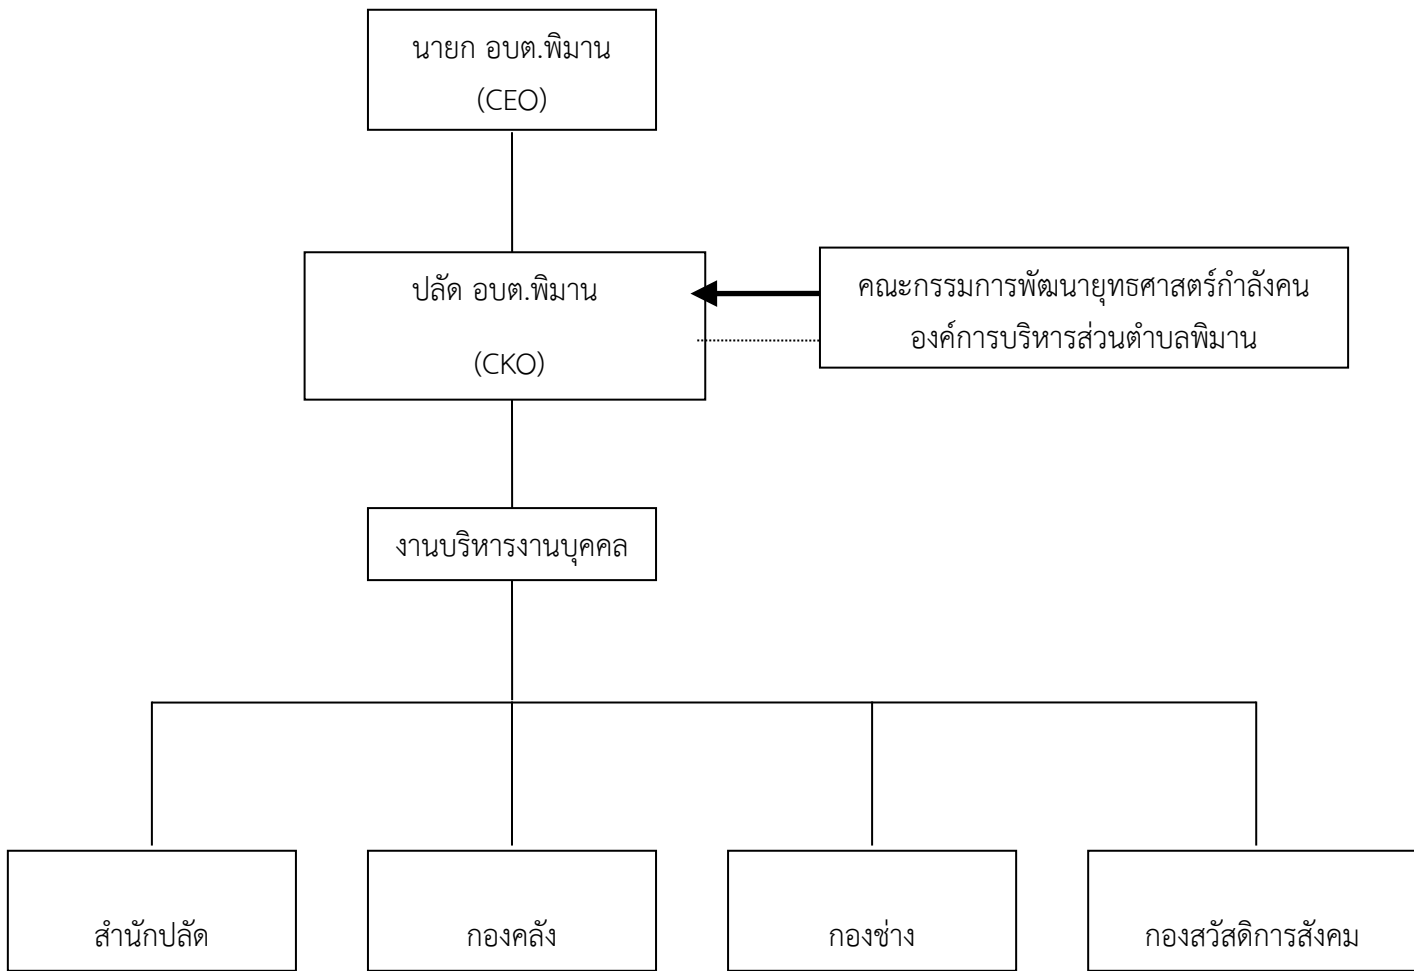 นายก อบต.พิมาน
(CEO)
ปลัด อบต.พิมาน
(CKO)
คณะกรรมการพัฒนายุทธศาสตร์กำลังคน
องค์การบริหารส่วนตำบลพิมาน
งานบริหารงานบุคคล
สำนักปลัด
กองคลัง
กองช่าง
กองสวัสดิการสังคม